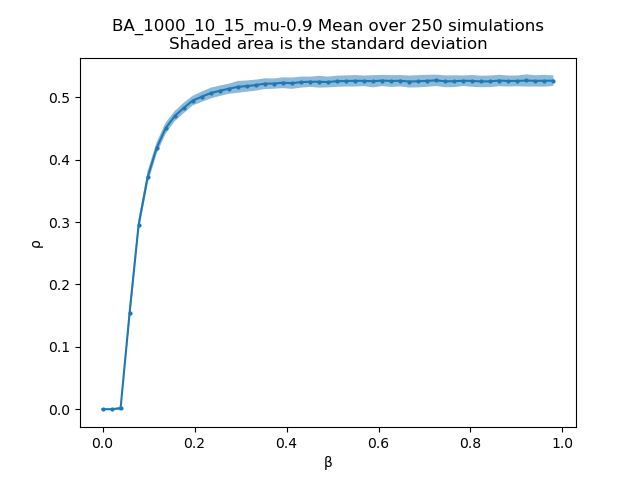 BA_1000_10_15_mu-0.9 Mean over 250 simulations
Shaded area is the standard deviation
0.5
0.4
0.3
0.2
0.1
0.0
ρ
0.0 0.2 0.4 0.6 0.8 1.0
β